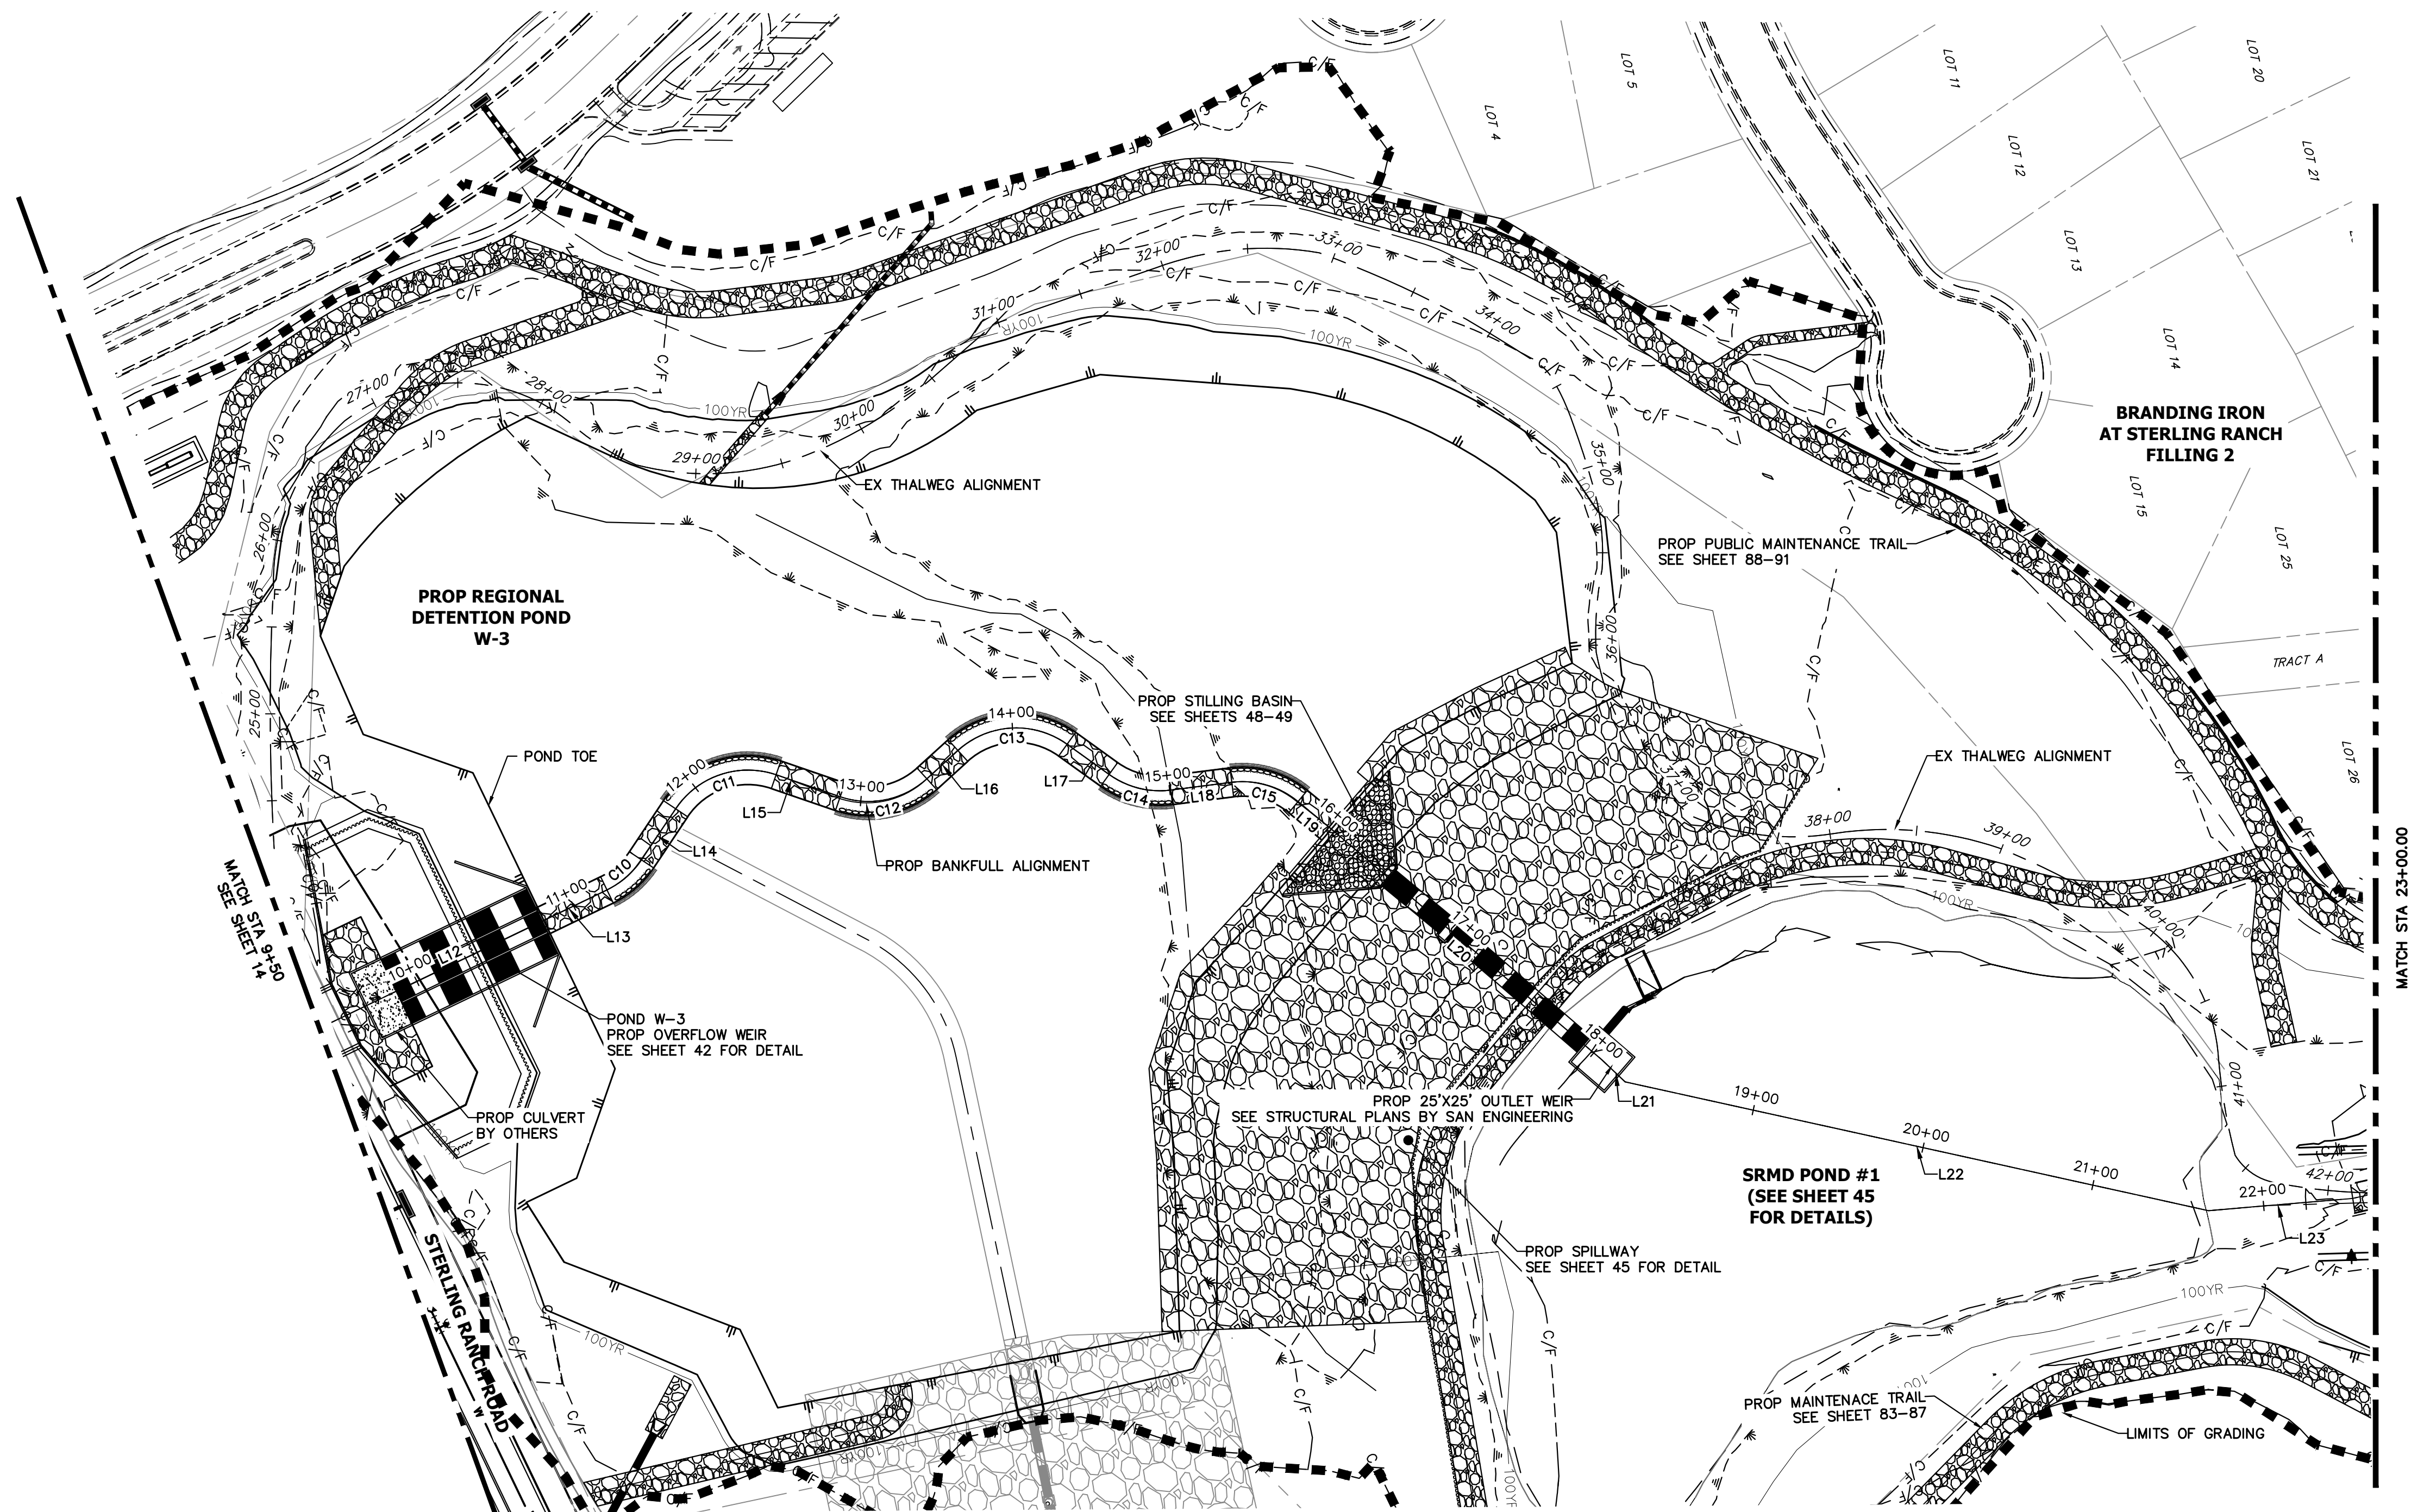 LOT 5
LOT 4
LOT 11
LOT 12
LOT 13
LOT 14
LOT 15
LOT 20
LOT 21
LOT 25
LOT 26
TRACT A
BRANDING IRON
AT STERLING RANCH
FILLING 2
C/F
C/F
C/F
C/F
C/F
C/F
C/F
C/F
C/F
C/F
C/F
100YR
100YR
100YR
25+00
26+00
27+00
28+00
29+00
30+00
31+00
32+00
33+00
34+00
35+00
36+00
37+00
38+00
39+00
40+00
41+00
42+00
EX THALWEG ALIGNMENT
PROP PUBLIC MAINTENANCE TRAIL
SEE SHEET 88-91
PROP REGIONAL
DETENTION POND
W-3
PROP STILLING BASIN
SEE SHEETS 48-49
POND TOE
EX THALWEG ALIGNMENT
10+00
11+00
12+00
13+00
14+00
15+00
16+00
17+00
18+00
19+00
20+00
21+00
22+00
C10
C11
C12
C13
C14
C15
L12
L13
L14
L15
L16
L17
L18
L19
L20
L21
L22
L23
PROP BANKFULL ALIGNMENT
MATCH STA 9+50
SEE SHEET 14
MATCH STA 23+00.00
POND W-3
PROP OVERFLOW WEIR
SEE SHEET 42 FOR DETAIL
PROP CULVERT
BY OTHERS
PROP 25'X25' OUTLET WEIR
SEE STRUCTURAL PLANS BY SAN ENGINEERING
SRMD POND #1
(SEE SHEET 45
FOR DETAILS)
PROP SPILLWAY
SEE SHEET 45 FOR DETAIL
STERLING RANCH ROAD
W
100YR
100YR
100YR
C/F
C/F
C/F
C/F
PROP MAINTENACE TRAIL
SEE SHEET 83-87
LIMITS OF GRADING